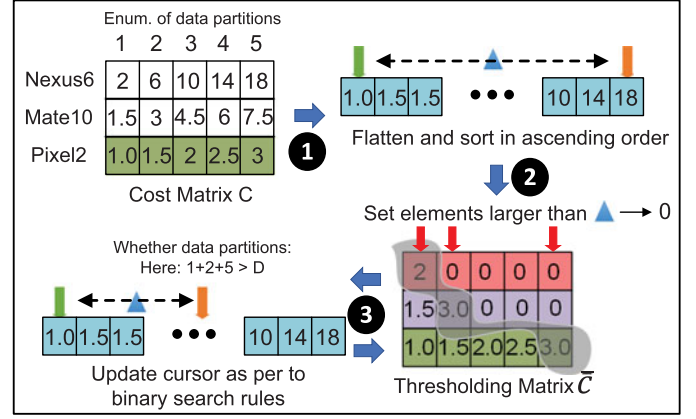 Enum. of data partitions
1 2 3 4 5
Nexus6 2 6 10 14 18
Mate10 1.5 3 4.5 6 7.5
Pixel2 1.0 1.5 2 2.5 3
Cost Matrix C
1
1.0 1.5 1.5 ••• 10 14 18
Flatten and sort in ascending order
2
Set elements larger than → 0
2 0 0 0 0
1.5 3.0 0 0 0
1.0 1.5 2.0 2.5 3.0
Thresholding Matrix C̅
3
Whether data partitions:
Here: 1+2+5 > D
1.0 1.5 1.5 ••• 10 14 18
Update cursor as per to
binary search rules